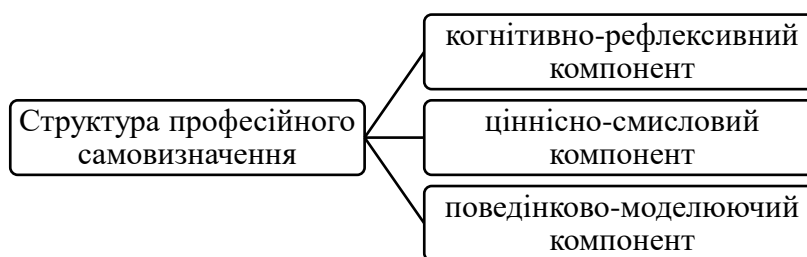 Структура професійного
самовизначення
когнітивно-рефлексивний
компонент
ціннісно-смисловий
компонент
поведінково-моделюючий
компонент